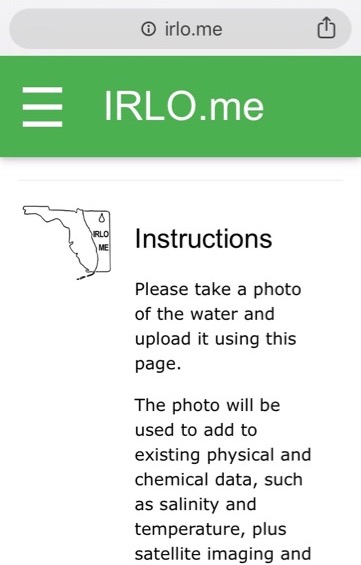 irlo.me
IRLO.me
IRLO
ME
Instructions
Please take a photo
of the water and
upload it using this
page.
The photo will be
used to add to
existing physical and
chemical data, such
as salinity and
temperature, plus
satellite imaging and